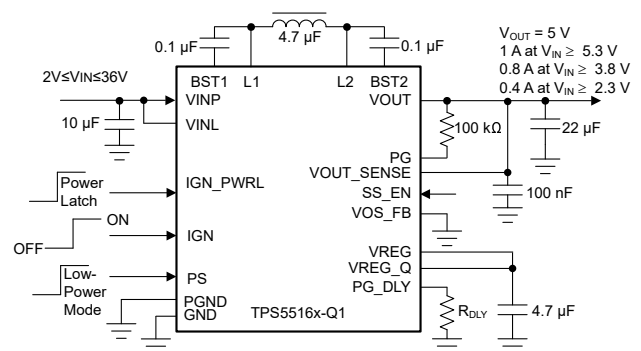 4.7 µF
0.1 µF
0.1 µF
VOUT = 5 V
1 A at VIN ≥ 5.3 V
0.8 A at VIN ≥ 3.8 V
0.4 A at VIN ≥ 2.3 V
2V≤VIN≤36V
BST1
L1
L2
BST2
VINP
VOUT
VINL
10 µF
100 kΩ
22 µF
PG
VOUT_SENSE
Power
Latch
IGN_PWRL
SS_EN
100 nF
VOS_FB
ON
OFF
IGN
VREG
VREG_Q
Low-
Power
Mode
PS
PG_DLY
PGND
GND
TPS5516x-Q1
RDLY
4.7 µF